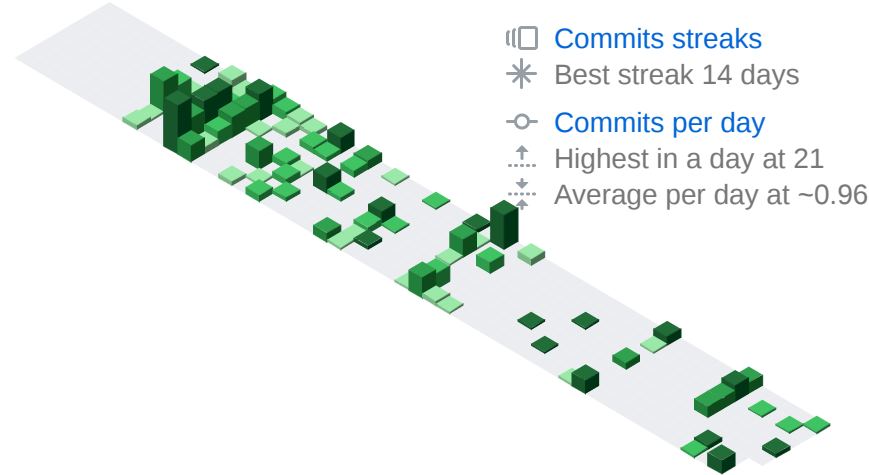 Commits streaks
Best streak 14 days
Commits per day
Highest in a day at 21
Average per day at ~0.96